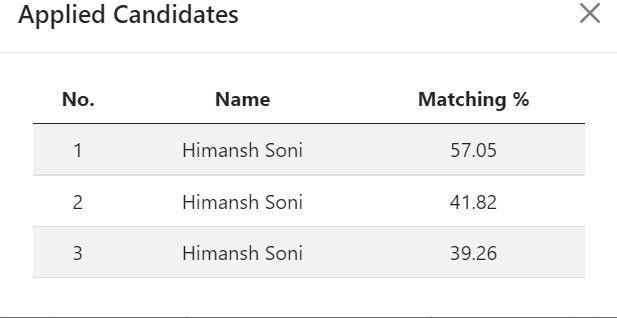 Applied Candidates
No. Name Matching %
1 Himansh Soni 57.05
2 Himansh Soni 41.82
3 Himansh Soni 39.26